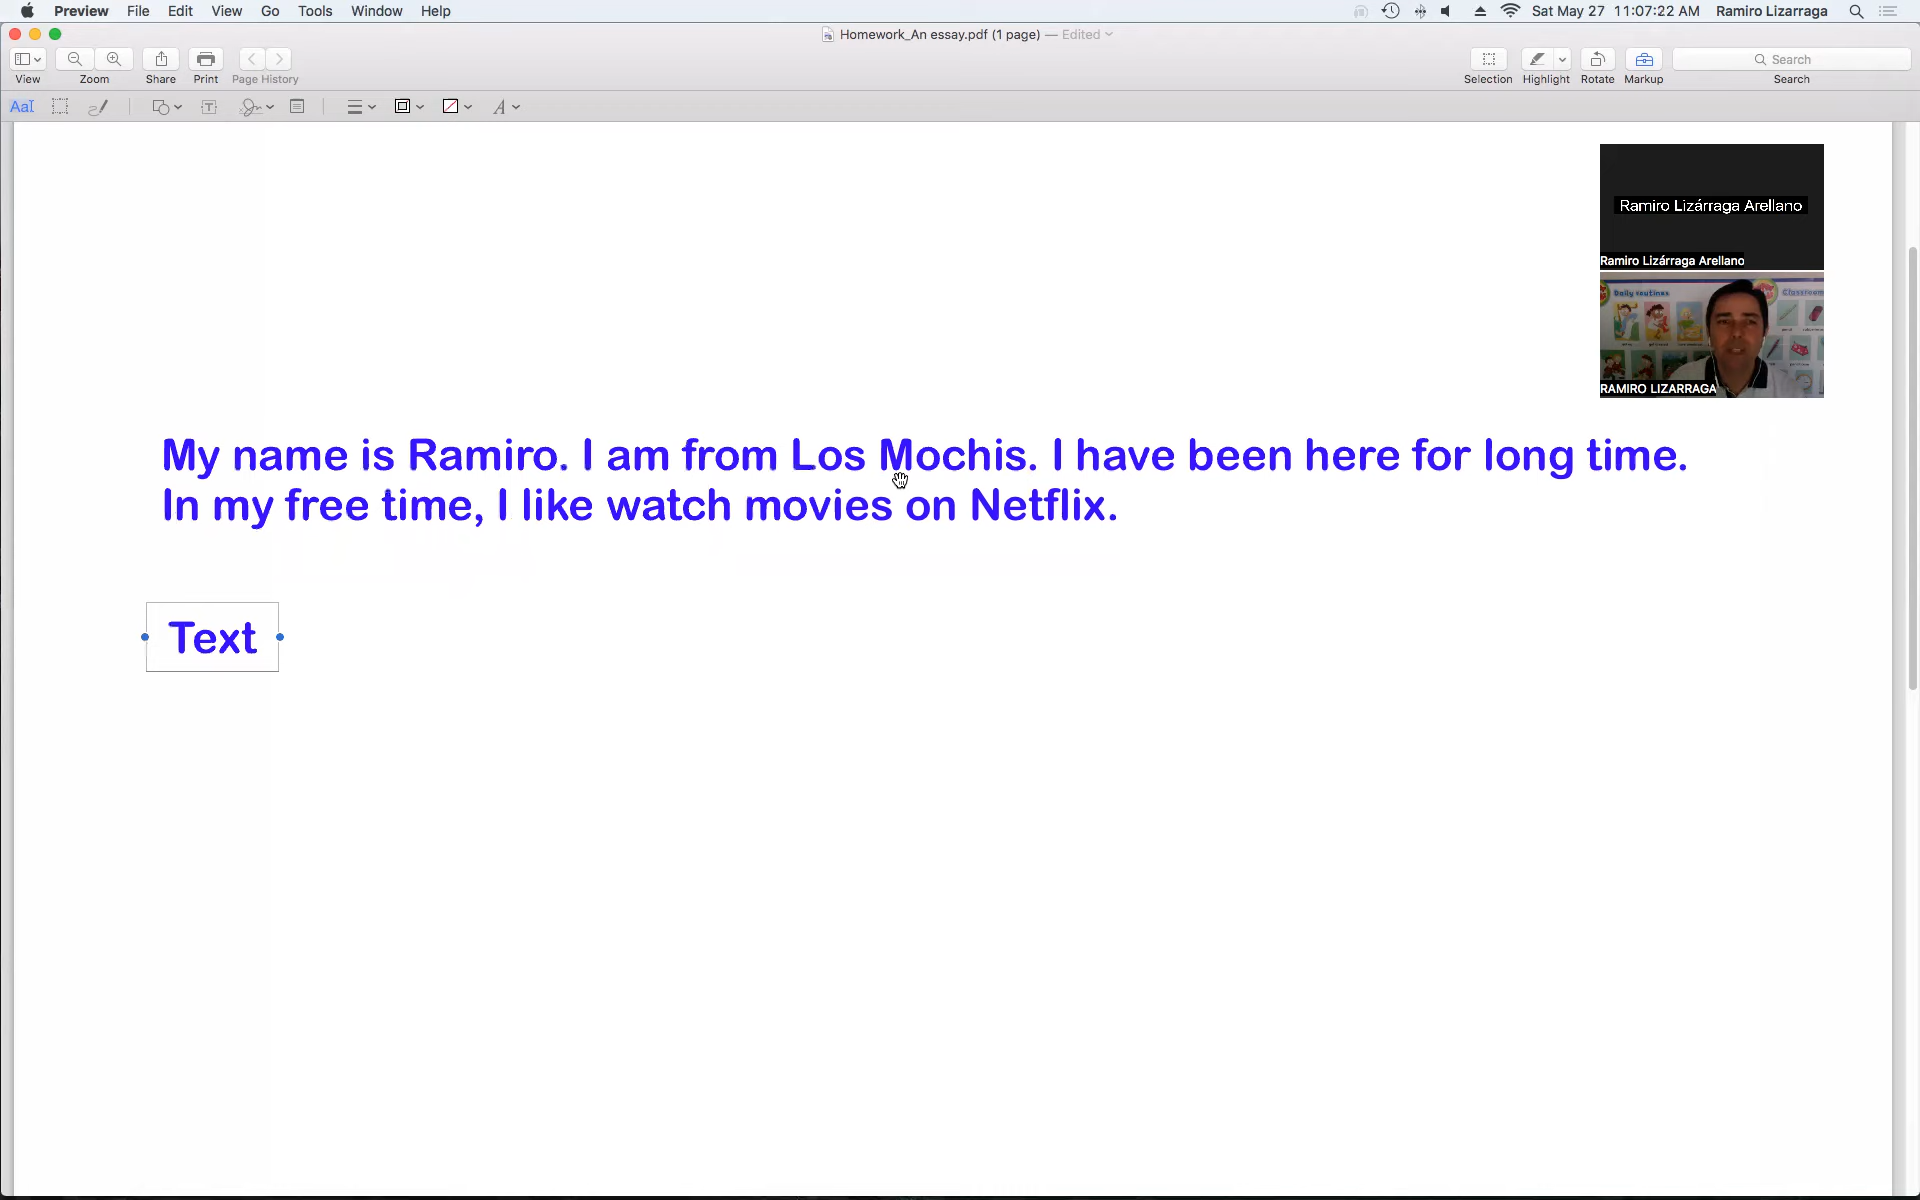 Preview File Edit View Go Tools Window Help
Sat May 27 11:07:22 AM Ramiro Lizarraga
Homework_An essay.pdf (1 page) — Edited
Search
View Zoom Share Print Page History
Selection Highlight Rotate Markup Search
AaI T A
Ramiro Lizárraga Arellano
Ramiro Lizárraga Arellano
Daily routines
RAMIRO LIZARRAGA
My name is Ramiro. I am from Los Mochis. I have been here for long time.
In my free time, I like watch movies on Netflix.
Text